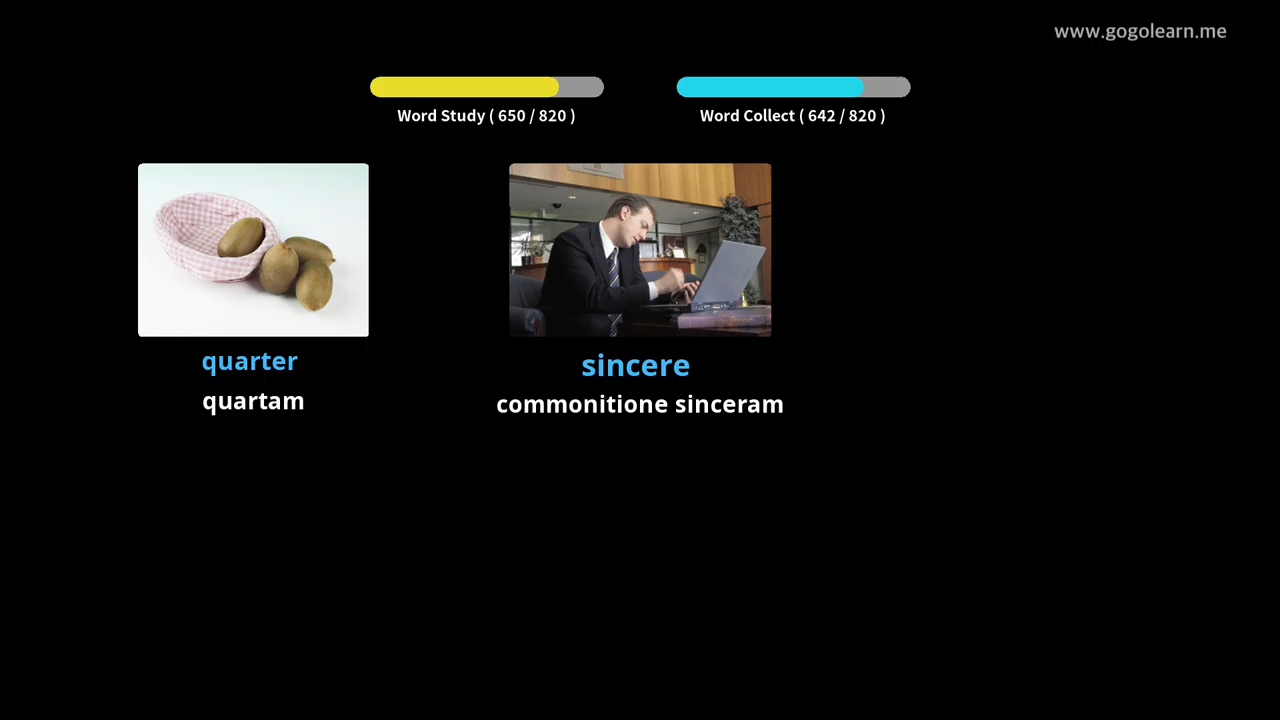 www.gogolearn.me
Word Study ( 650 / 820 )
Word Collect ( 642 / 820 )
quarter
quartam
sincere
commonitione sinceram